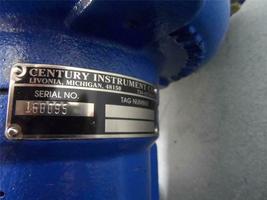 CENTURY INSTRUMENT
LIVONIA, MICHIGAN, 48150
SERIAL NO.
TAG NUMBER